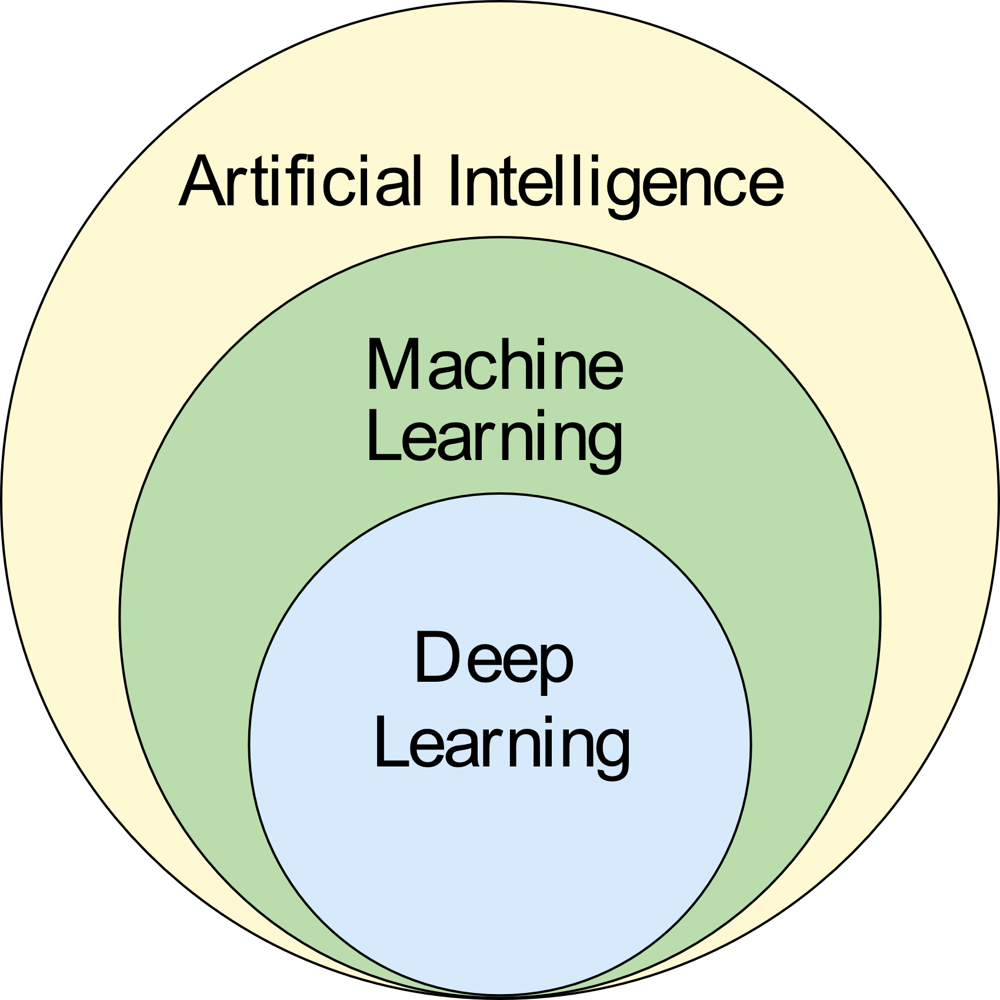 Artificial Intelligence
Machine
Learning
Deep
Learning